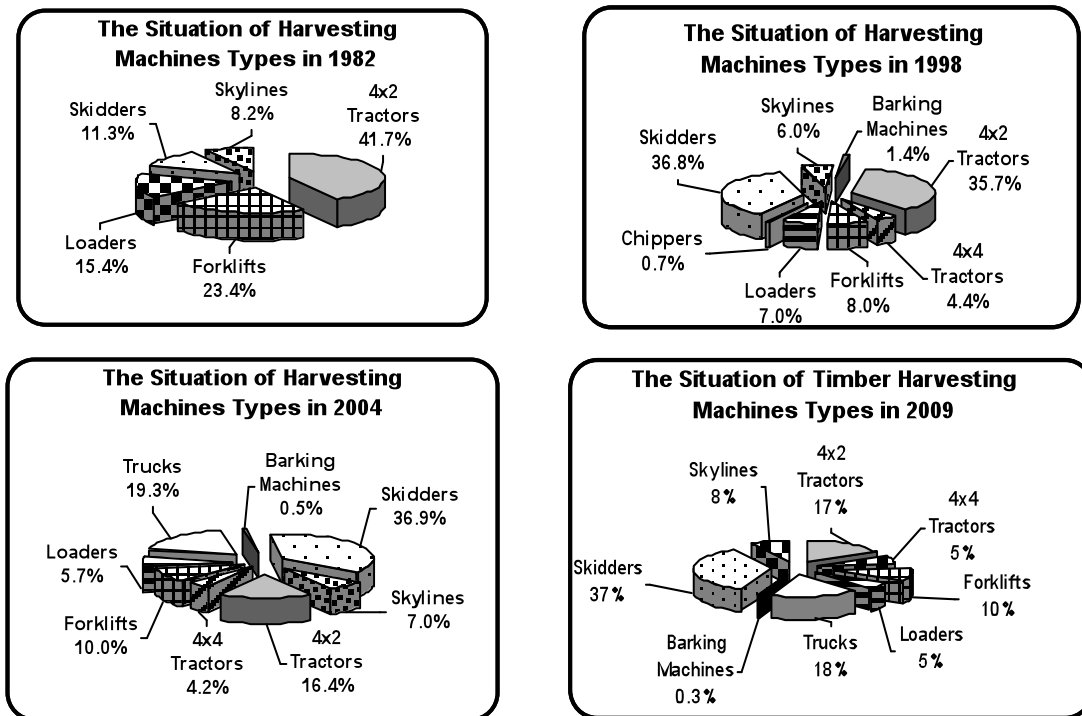 The Situation of Harvesting
Machines Types in 1982
Skylines
8.2%
4x2
Tractors
41.7%
Skidders
11.3%
Loaders
15.4%
Forklifts
23.4%
The Situation of Harvesting
Machines Types in 1998
Skylines
6.0%
Barking
Machines
1.4%
4x2
Tractors
35.7%
Skidders
36.8%
Chippers
0.7%
Loaders
7.0%
Forklifts
8.0%
4x4
Tractors
4.4%
The Situation of Harvesting
Machines Types in 2004
Trucks
19.3%
Barking
Machines
0.5%
Skidders
36.9%
Loaders
5.7%
Forklifts
10.0%
4x4
Tractors
4.2%
4x2
Tractors
16.4%
Skylines
7.0%
The Situation of Timber Harvesting
Machines Types in 2009
Skylines
8%
4x2
Tractors
17%
4x4
Tractors
5%
Skidders
37%
Forklifts
10%
Barking
Machines
0.3%
Trucks
18%
Loaders
5%